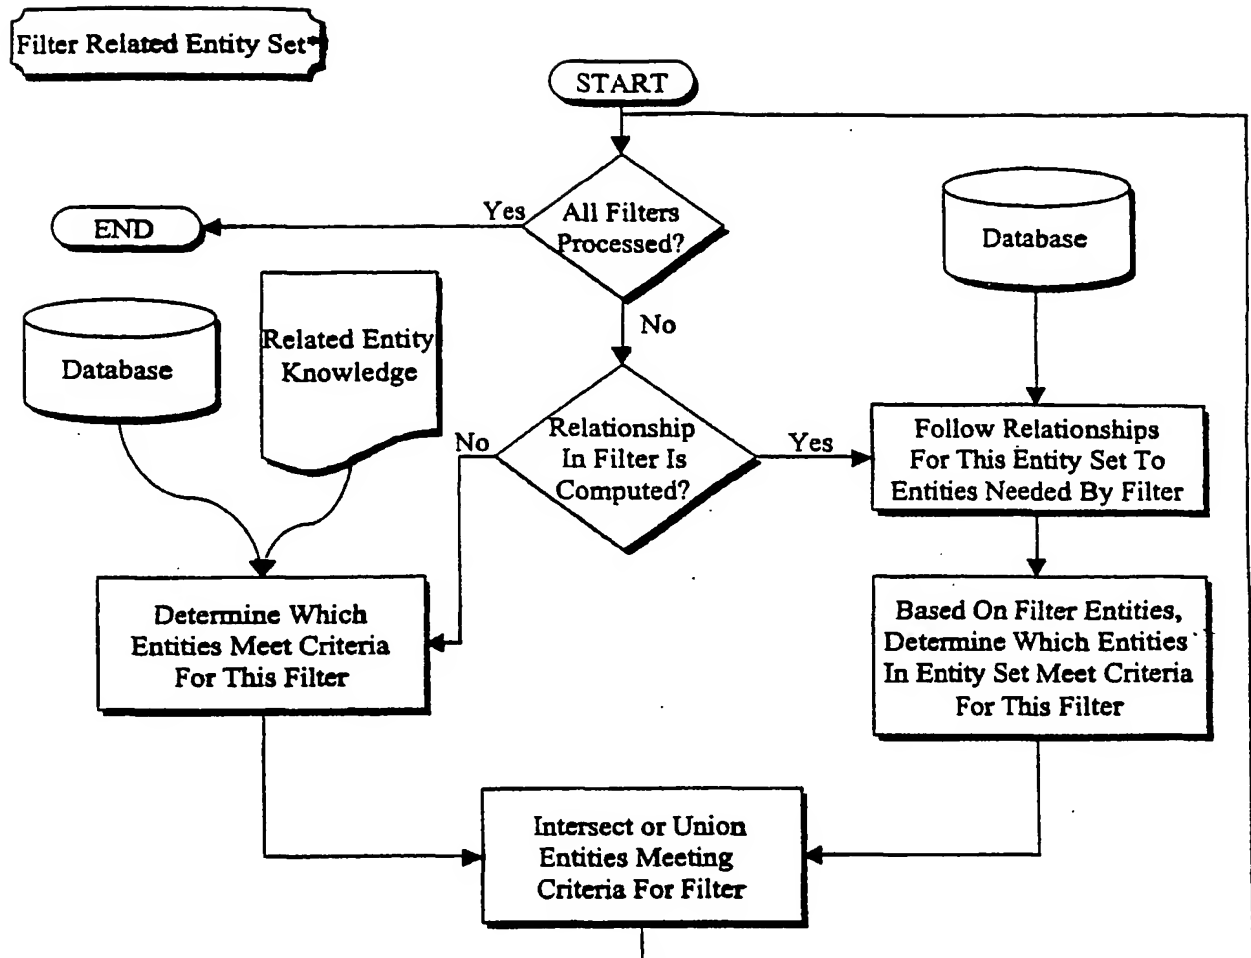 Filter Related Entity Set
START
All Filters
Processed?
Yes
END
Database
No
Related Entity
Knowledge
Database
Relationship
In Filter Is
Computed?
No
Yes
Follow Relationships
For This Entity Set To
Entities Needed By Filter
Determine Which
Entities Meet Criteria
For This Filter
Based On Filter Entities,
Determine Which Entities
In Entity Set Meet Criteria
For This Filter
Intersect or Union
Entities Meeting
Criteria For Filter